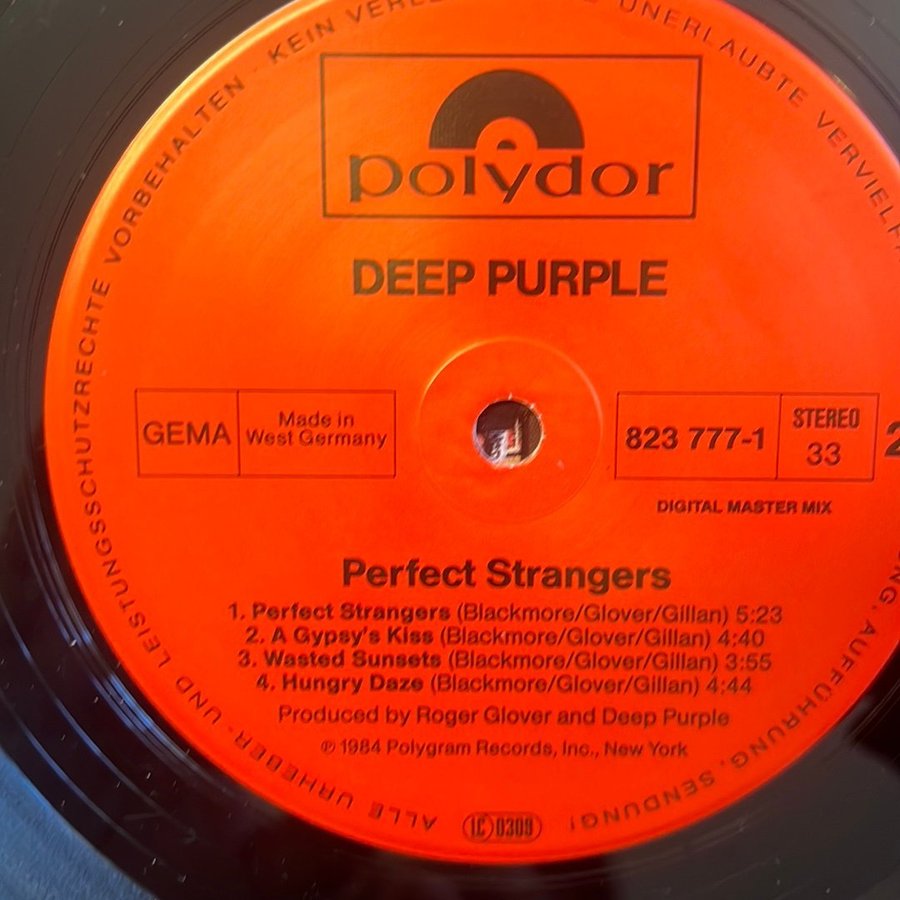 ALLE URHEBER- UND LEISTUNGSSCHUTZRECHTE VORBEHALTEN · KEIN UNERLAUBTE AUFFÜHRUNG, SENDUNG!
polydor
DEEP PURPLE
GEMA
Made in
West Germany
823 777-1
STEREO
33
2
DIGITAL MASTER MIX
Perfect Strangers
1. Perfect Strangers (Blackmore/Glover/Gillan) 5:23
2. A Gypsy's Kiss (Blackmore/Glover/Gillan) 4:40
3. Wasted Sunsets (Blackmore/Glover/Gillan) 3:55
4. Hungry Daze (Blackmore/Glover/Gillan) 4:44
Produced by Roger Glover and Deep Purple
℗ 1984 Polygram Records, Inc., New York
LC 0309